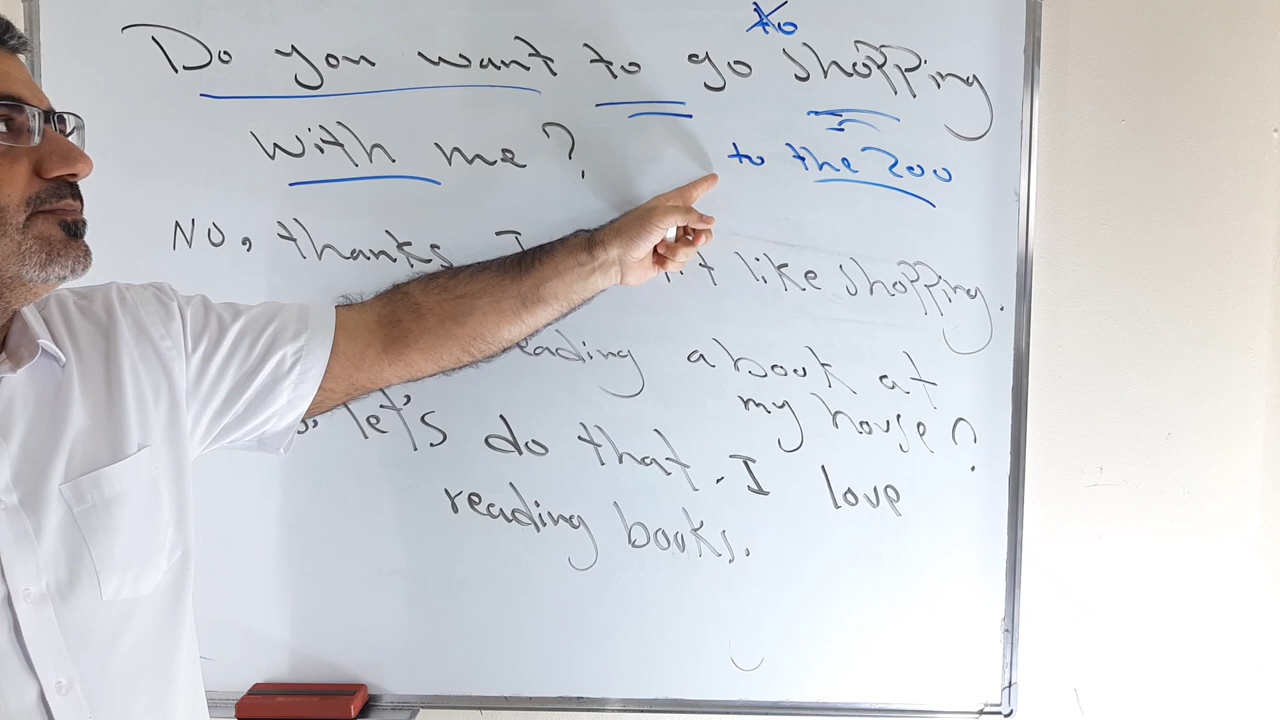 to
Do you want to go shopping
with me?
to the zoo
No, thanks. I like shopping.
a book at
my house?
let's do that. I love
reading books.